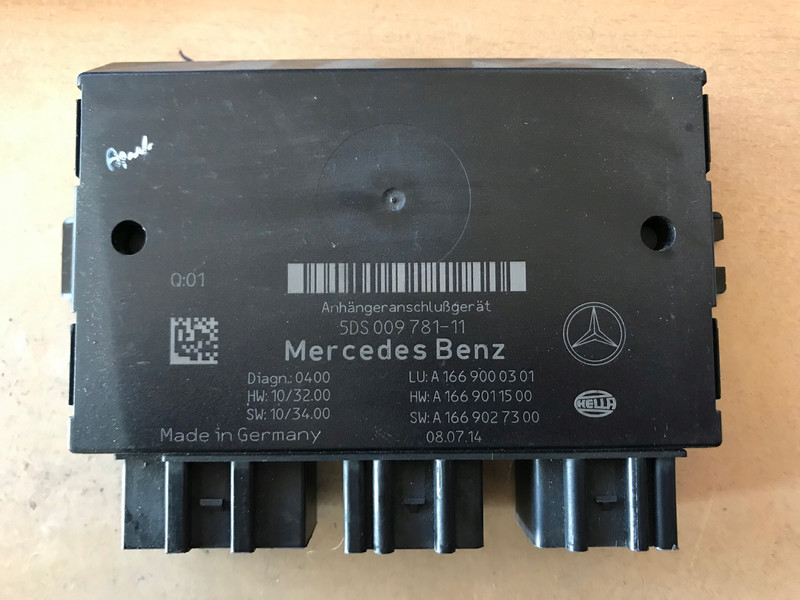 Q:01
Anhängeranschlußgerät
5DS 009 781-11
Mercedes Benz
Diagn.: 0400
HW: 10/32.00
SW: 10/34.00
LU: A 166 900 03 01
HW: A 166 901 15 00
SW: A 166 902 73 00
Made in Germany
08.07.14
HELLA